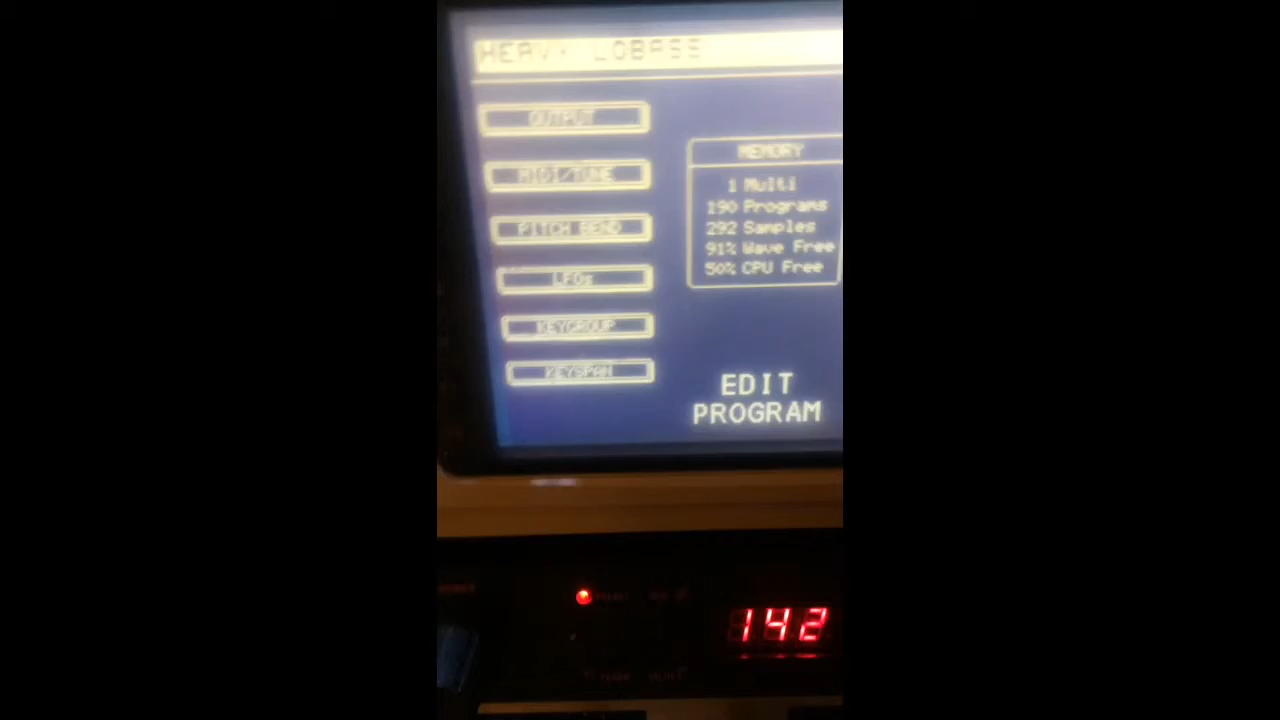 HEAVY LOBASS
OUTPUT
MIDI/TUNE
PITCH BEND
LFOs
KEYGROUP
KEYSPAN
MEMORY
1 Multi
190 Programs
292 Samples
91% Wave Free
50% CPU Free
EDIT
PROGRAM
142